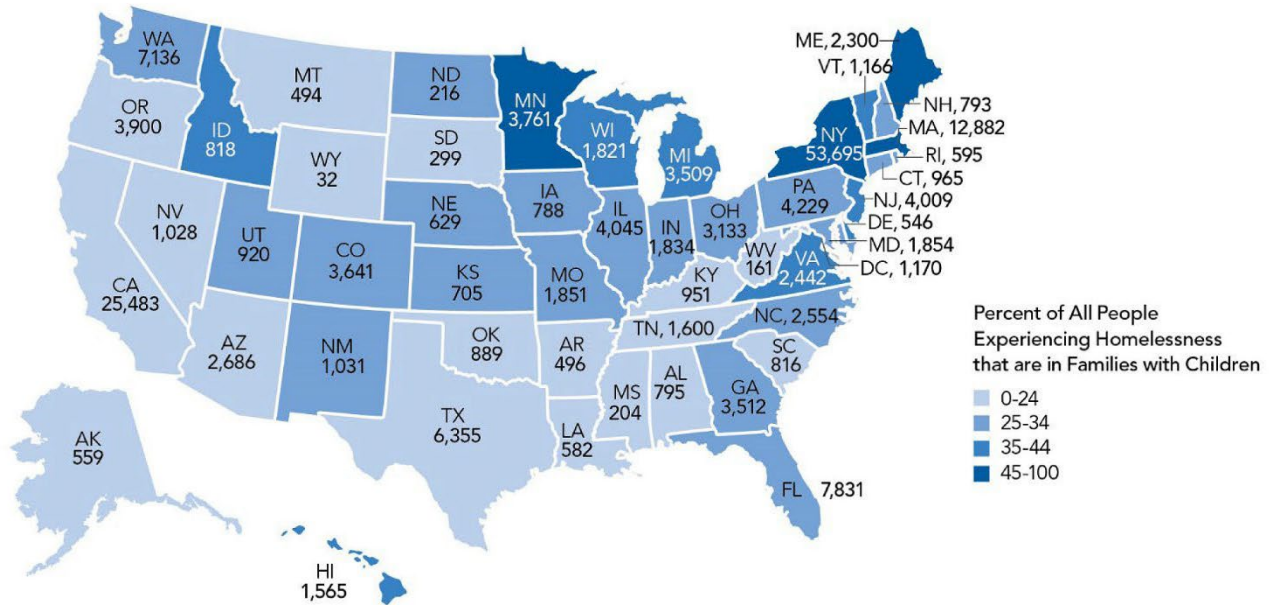 WA
7,136
MT
494
ND
216
MN
3,761
ME, 2,300
VT, 1,166
NH, 793
MA, 12,882
RI, 595
CT, 965
NJ, 4,009
DE, 546
MD, 1,854
DC, 1,170
OR
3,900
ID
818
WY
32
SD
299
WI
1,821
MI
3,509
NY
53,695
PA
4,229
NV
1,028
UT
920
CO
3,641
NE
629
IA
788
IL
4,045
IN
1,834
OH
3,133
WV
161
VA
2,442
CA
25,483
KS
705
MO
1,851
KY
951
NC, 2,554
TN, 1,600
AZ
2,686
NM
1,031
OK
889
AR
496
SC
816
MS
204
AL
795
GA
3,512
TX
6,355
LA
582
FL 7,831
AK
559
HI
1,565
Percent of All People
Experiencing Homelessness
that are in Families with Children
0-24
25-34
35-44
45-100